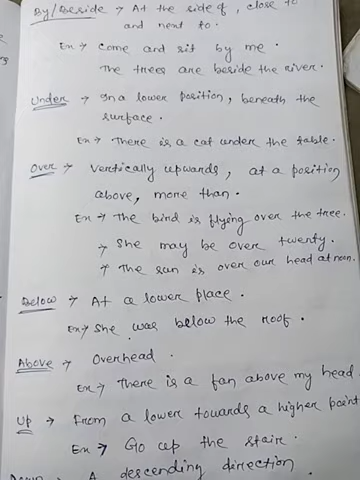 By/Beside → At the side of, close to
and next to.
Ex → Come and sit by me.
The trees are beside the river.
Under → In a lower position, beneath the
surface.
Ex → There is a cat under the table.
Over → Vertically upwards, at a position
above, more than.
Ex → The bird is flying over the tree.
→ She may be over twenty.
→ The sun is over our head at noon.
Below → At a lower place.
Ex → She was below the roof.
Above → Overhead.
Ex → There is a fan above my head.
Up → From a lower towards a higher point
Ex → Go up the stair.
Down → A descending direction.